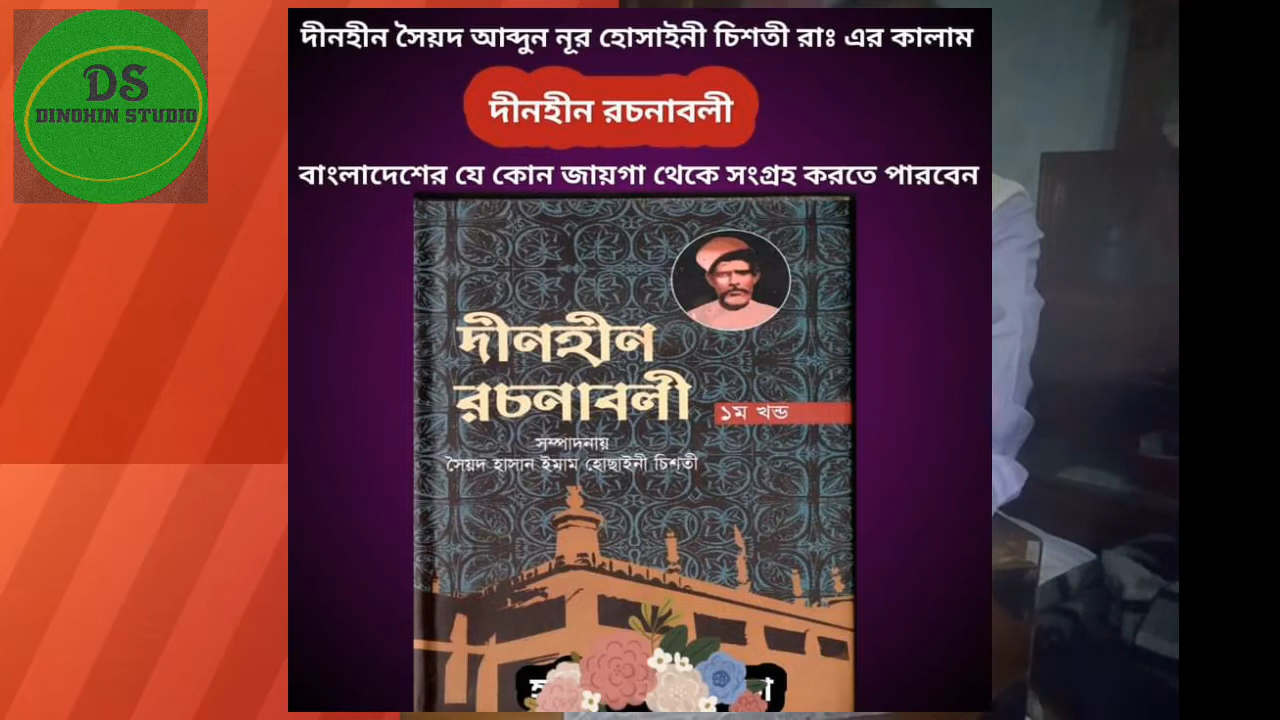 DS
DINOHIN STUDIO
দীনহীন সৈয়দ আব্দুন নূর হোসাইনী চিশতী রাঃ এর কালাম
দীনহীন রচনাবলী
বাংলাদেশের যে কোন জায়গা থেকে সংগ্রহ করতে পারবেন
দীনহীন
রচনাবলী
১ম খন্ড
সম্পাদনায়
সৈয়দ হাসান ইমাম হোছাইনী চিশতী